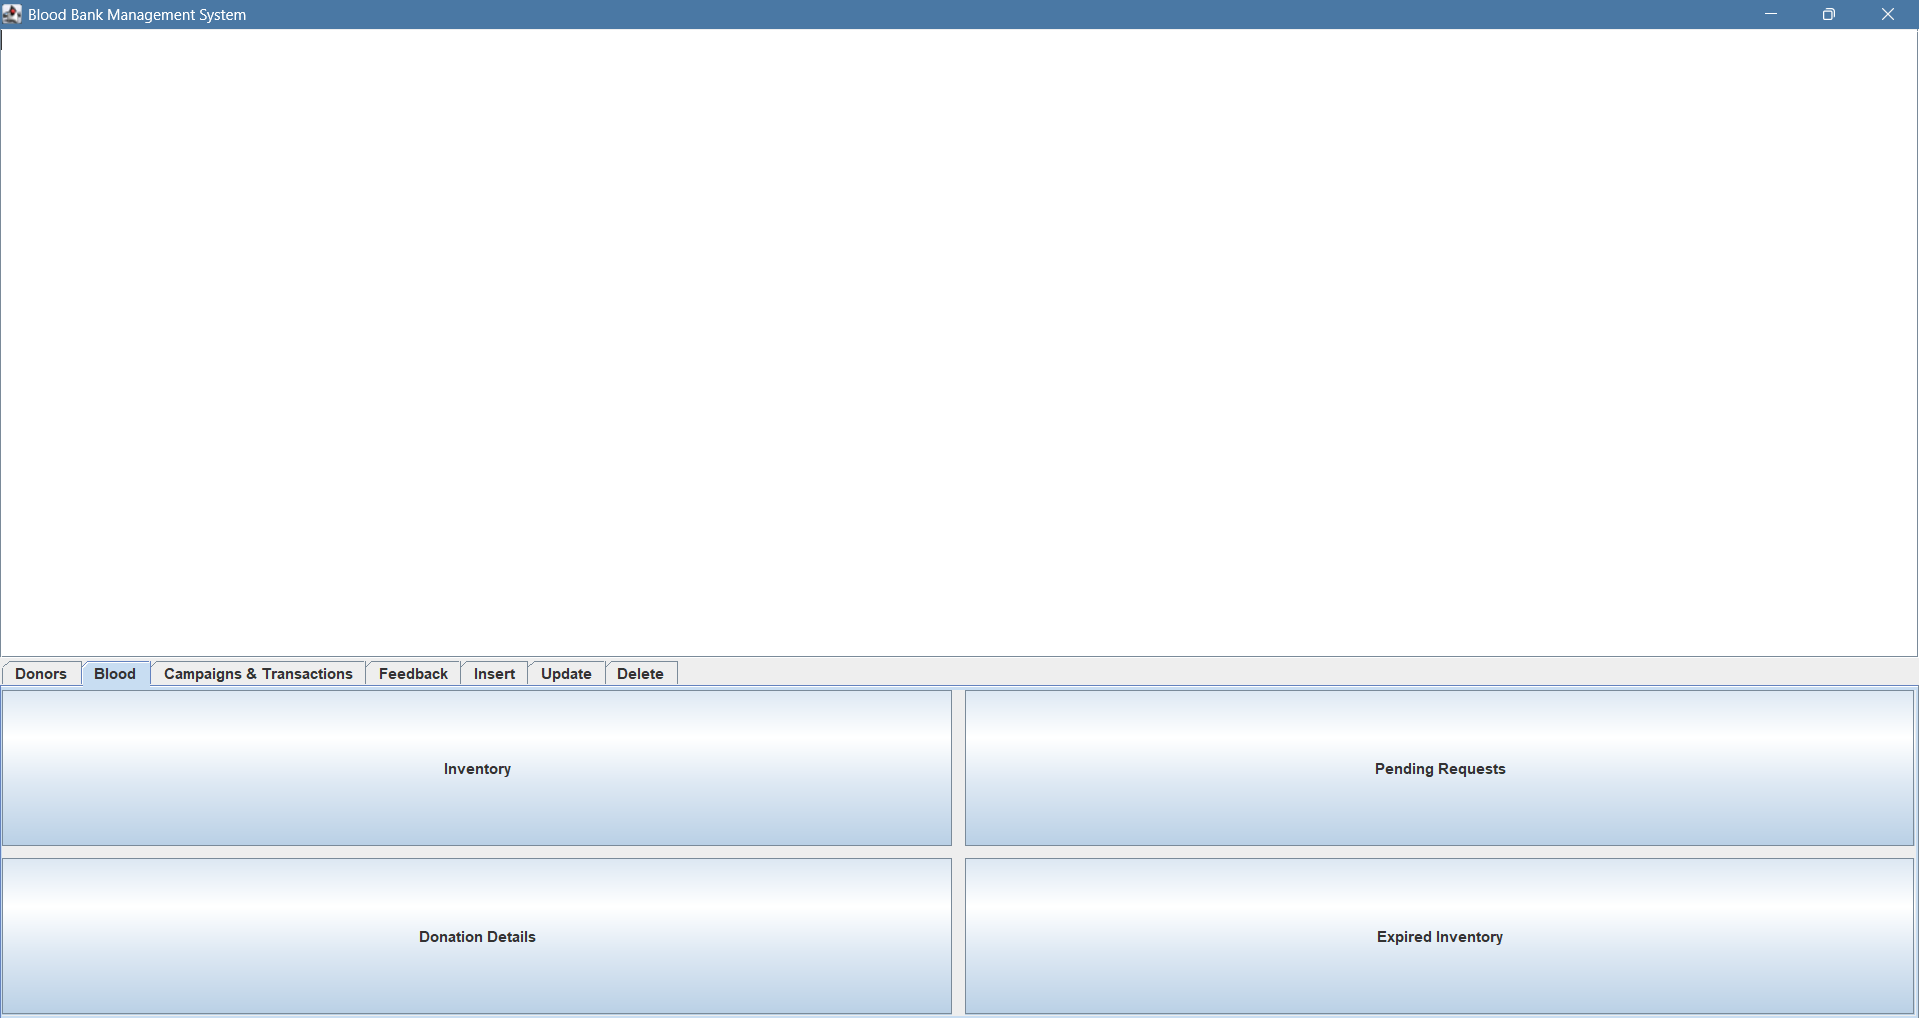 Blood Bank Management System
Donors Blood Campaigns & Transactions Feedback Insert Update Delete
Inventory Pending Requests
Donation Details Expired Inventory